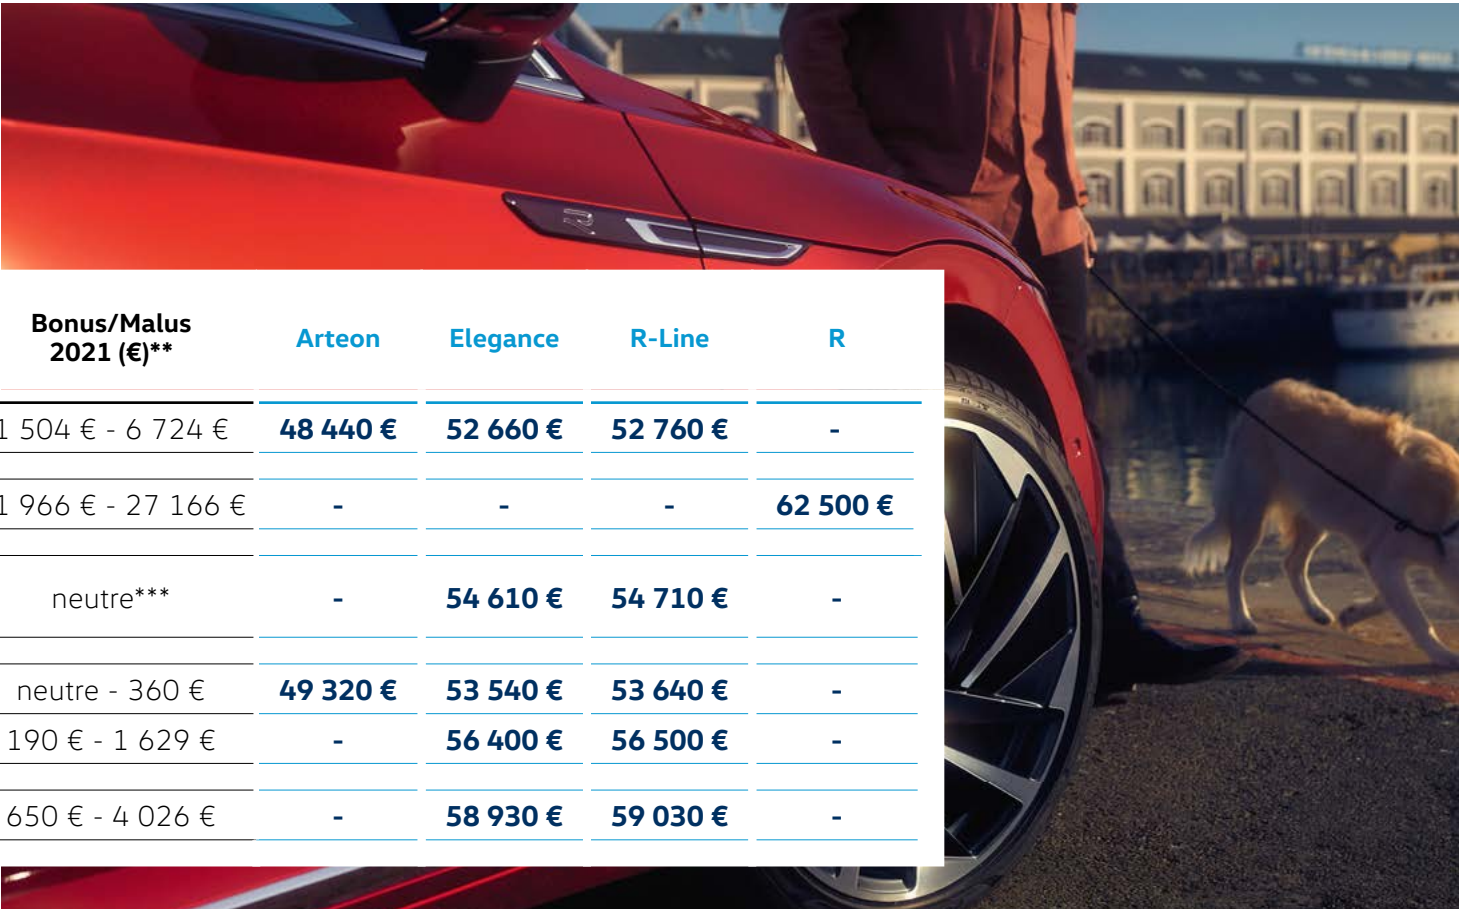 R
Bonus/Malus 2021 (€)** Arteon Elegance R-Line R
1 504 € - 6 724 € 48 440 € 52 660 € 52 760 € -
1 966 € - 27 166 € - - - 62 500 €
neutre*** - 54 610 € 54 710 € -
neutre - 360 € 49 320 € 53 540 € 53 640 € -
190 € - 1 629 € - 56 400 € 56 500 € -
650 € - 4 026 € - 58 930 € 59 030 € -